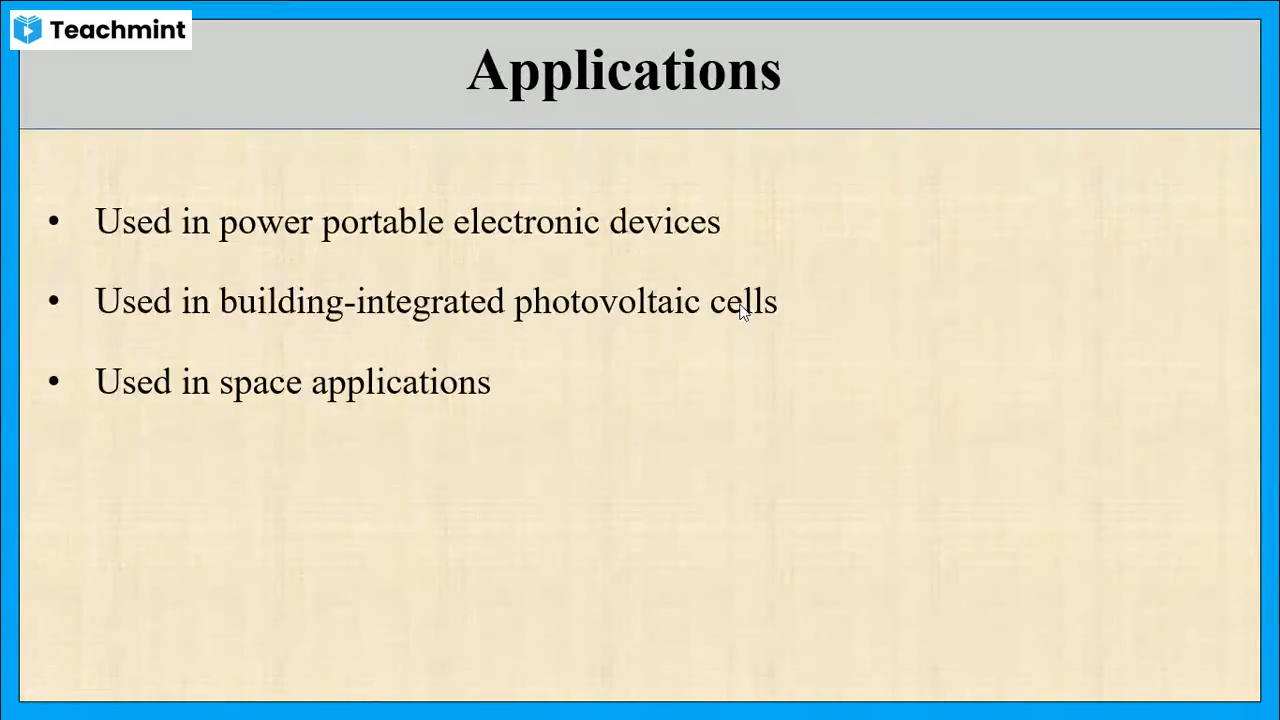 Teachmint
Applications
• Used in power portable electronic devices
• Used in building-integrated photovoltaic cells
• Used in space applications